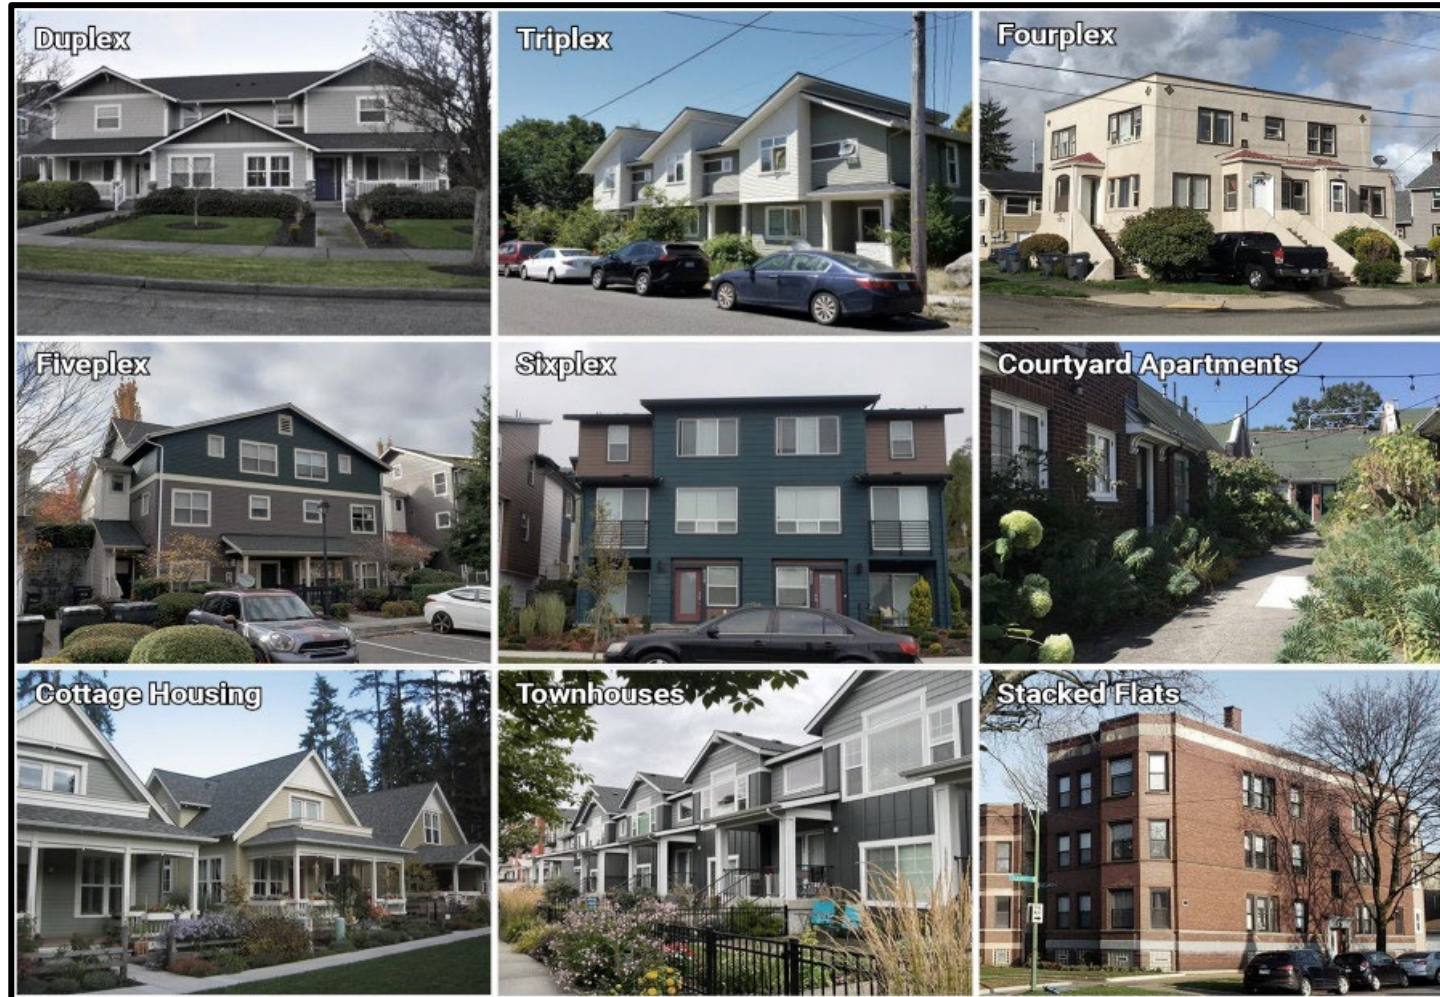 Duplex
Triplex
Fourplex
Fiveplex
Sixplex
Courtyard Apartments
Cottage Housing
Townhouses
Stacked Flats